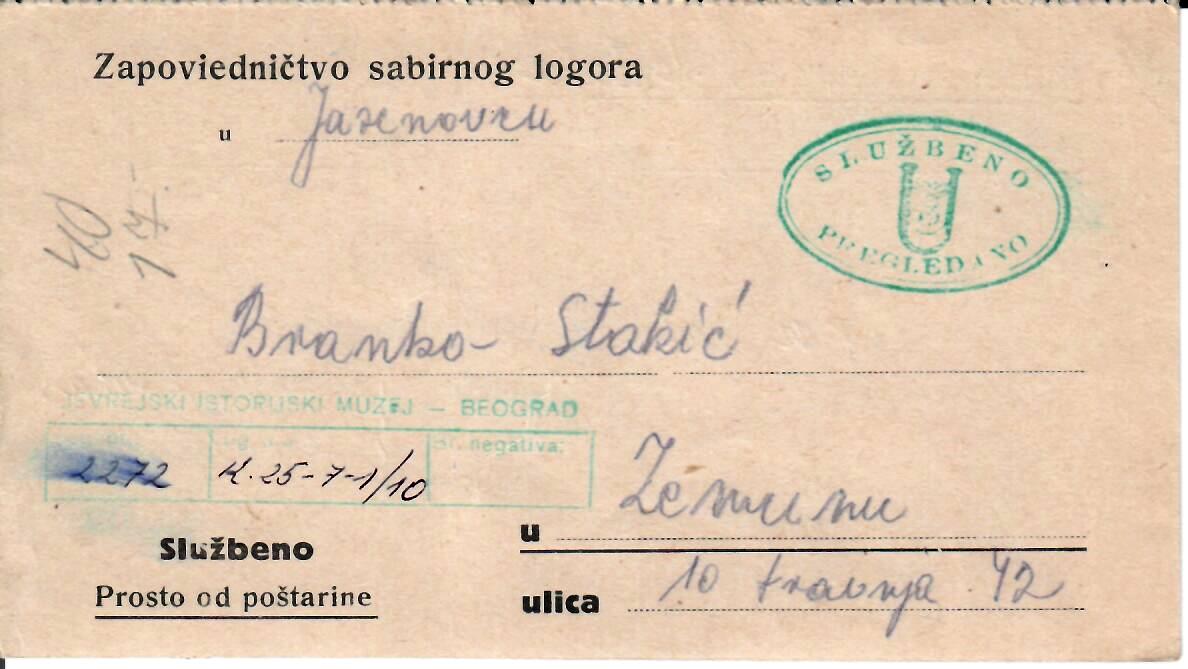 Zapoviedničtvo sabirnog logora
u Jasenovcu
SLUŽBENO
U
PREGLEDANO
40
Branko Stakić
JEVREJSKI ISTORIJSKI MUZEJ — BEOGRAD
Br. negativa:
2272 K. 25-7-1/10
u Zemunu
Službeno
Prosto od poštarine
ulica 10 travnja 42